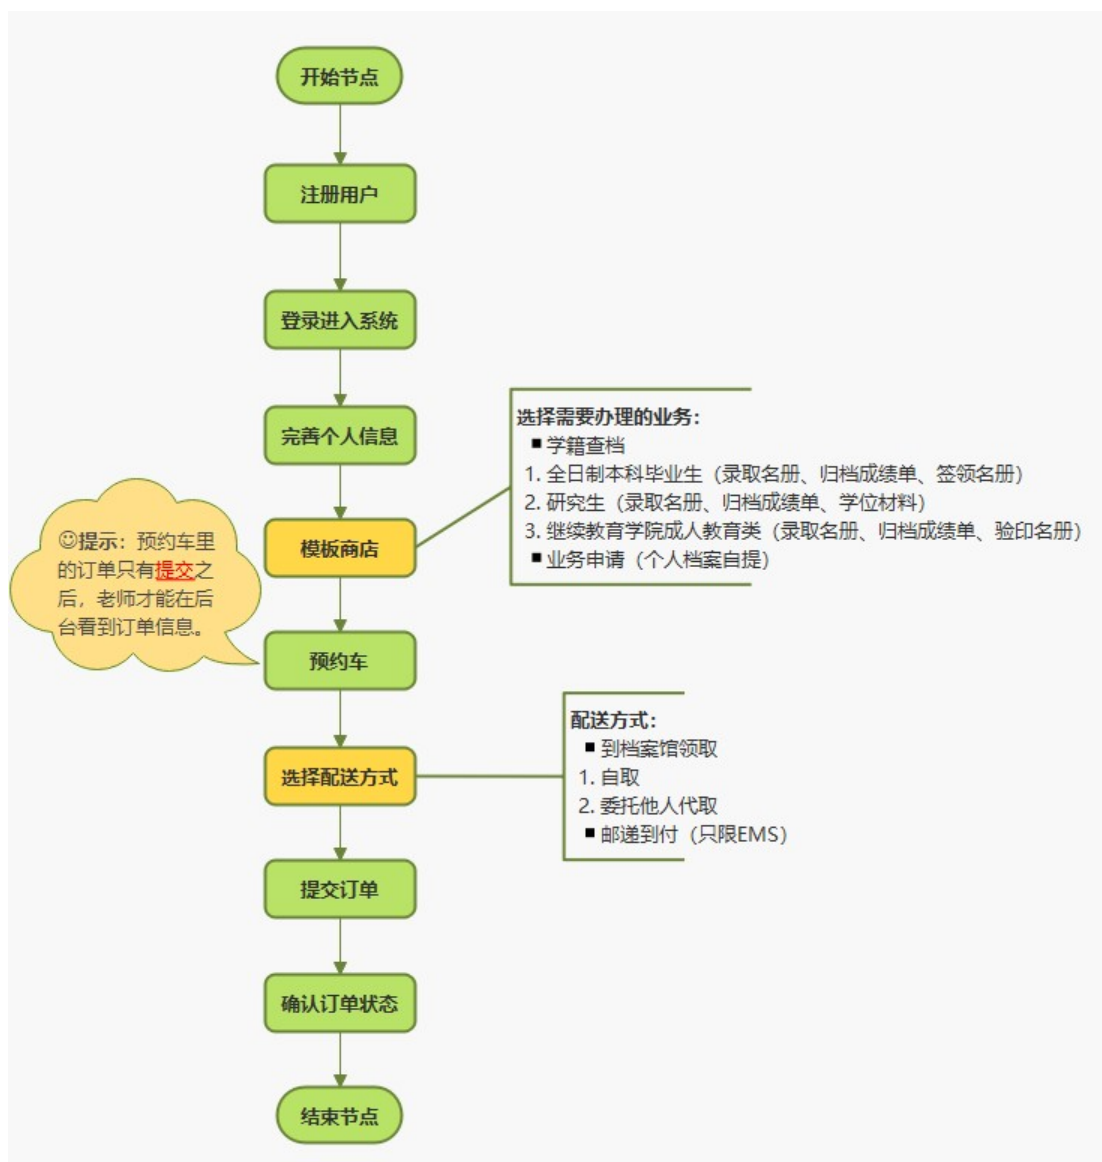 开始节点
注册用户
登录进入系统
完善个人信息
选择需要办理的业务：
■ 学籍查档
1. 全日制本科毕业生（录取名册、归档成绩单、签领名册）
2. 研究生（录取名册、归档成绩单、学位材料）
3. 继续教育学院成人教育类（录取名册、归档成绩单、验印名册）
■ 业务申请（个人档案自提）
模板商店
☺提示：预约车里
的订单只有提交之
后，老师才能在后
台看到订单信息。
预约车
选择配送方式
配送方式：
■ 到档案馆领取
1. 自取
2. 委托他人代取
■ 邮递到付（只限EMS）
提交订单
确认订单状态
结束节点